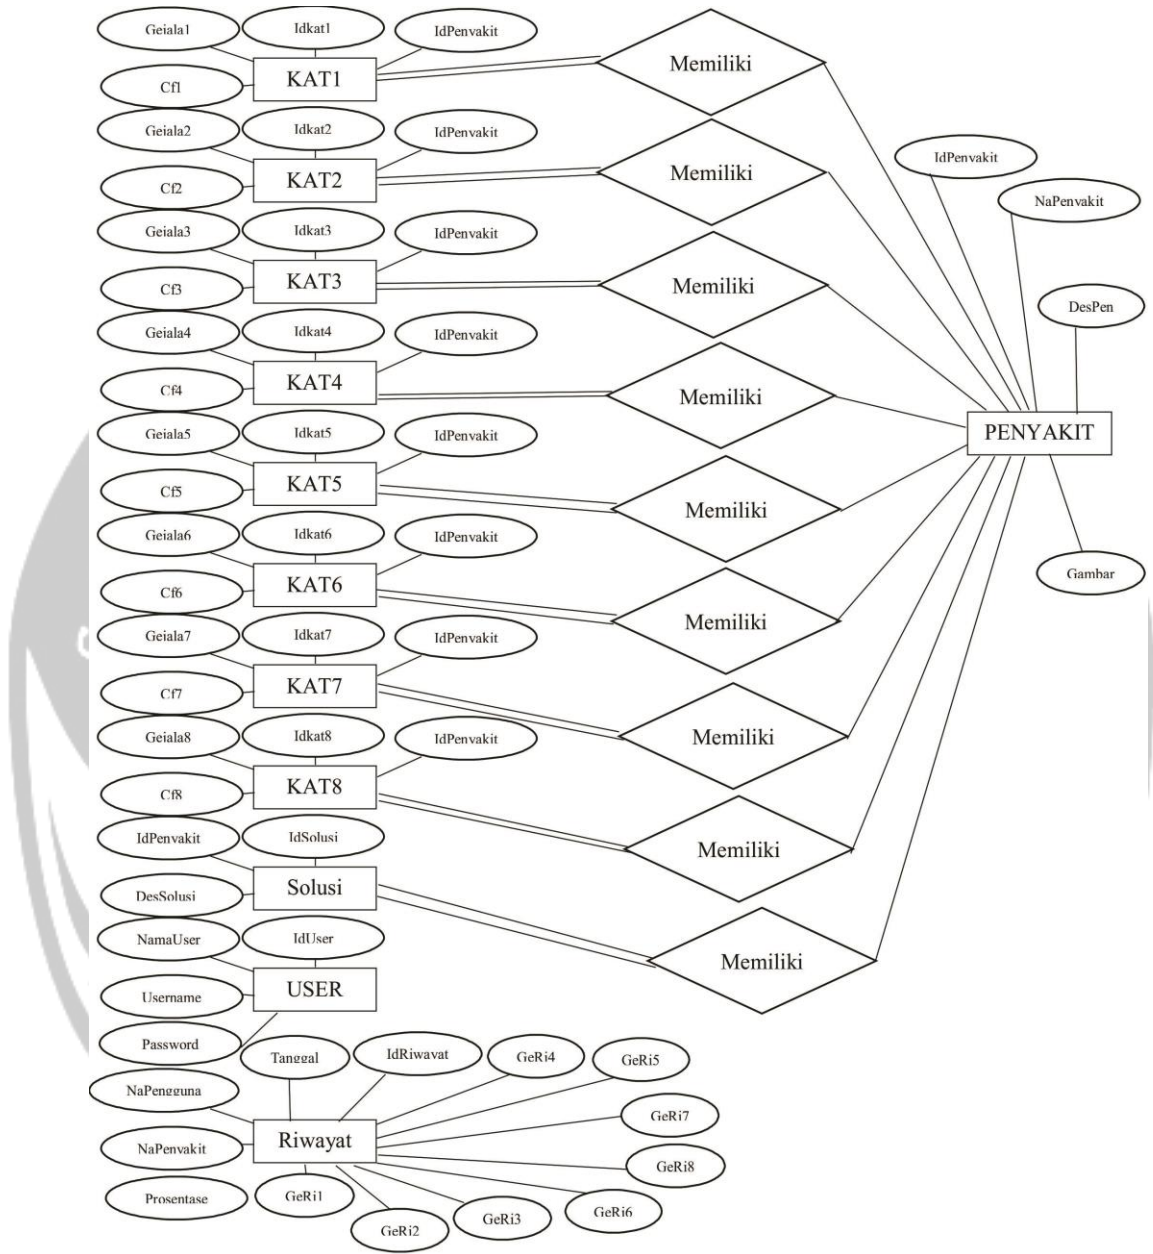 Geiala1
Idkat1
IdPenvakit
KAT1
Cf1
Memiliki
Geiala2
Idkat2
IdPenvakit
KAT2
Cf2
Memiliki
Geiala3
Idkat3
IdPenvakit
KAT3
Cf3
Memiliki
Geiala4
Idkat4
IdPenvakit
KAT4
Cf4
Memiliki
Geiala5
Idkat5
IdPenvakit
KAT5
Cf5
Memiliki
Geiala6
Idkat6
IdPenvakit
KAT6
Cf6
Memiliki
Geiala7
Idkat7
IdPenvakit
KAT7
Cf7
Memiliki
Geiala8
Idkat8
IdPenvakit
KAT8
Cf8
Memiliki
IdPenvakit
IdSolusi
Solusi
DesSolusi
Memiliki
IdPenvakit
NaPenvakit
DesPen
PENYAKIT
Gambar
NamaUser
IdUser
USER
Username
Password
Tanggal
IdRiwavat
GeRi4
GeRi5
NaPengguna
GeRi7
Riwayat
NaPenvakit
GeRi8
Prosentase
GeRi1
GeRi2
GeRi3
GeRi6